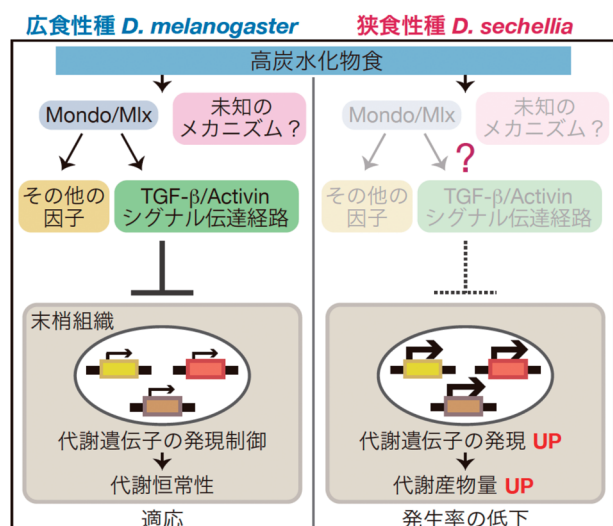 広食性種 D. melanogaster
狭食性種 D. sechellia
高炭水化物食
Mondo/Mlx
未知の
メカニズム？
その他の
因子
TGF-β/Activin
シグナル伝達経路
末梢組織
代謝遺伝子の発現制御
代謝恒常性
適応
Mondo/Mlx
未知の
メカニズム？
?
その他の
因子
TGF-β/Activin
シグナル伝達経路
代謝遺伝子の発現 UP
代謝産物量 UP
発生率の低下